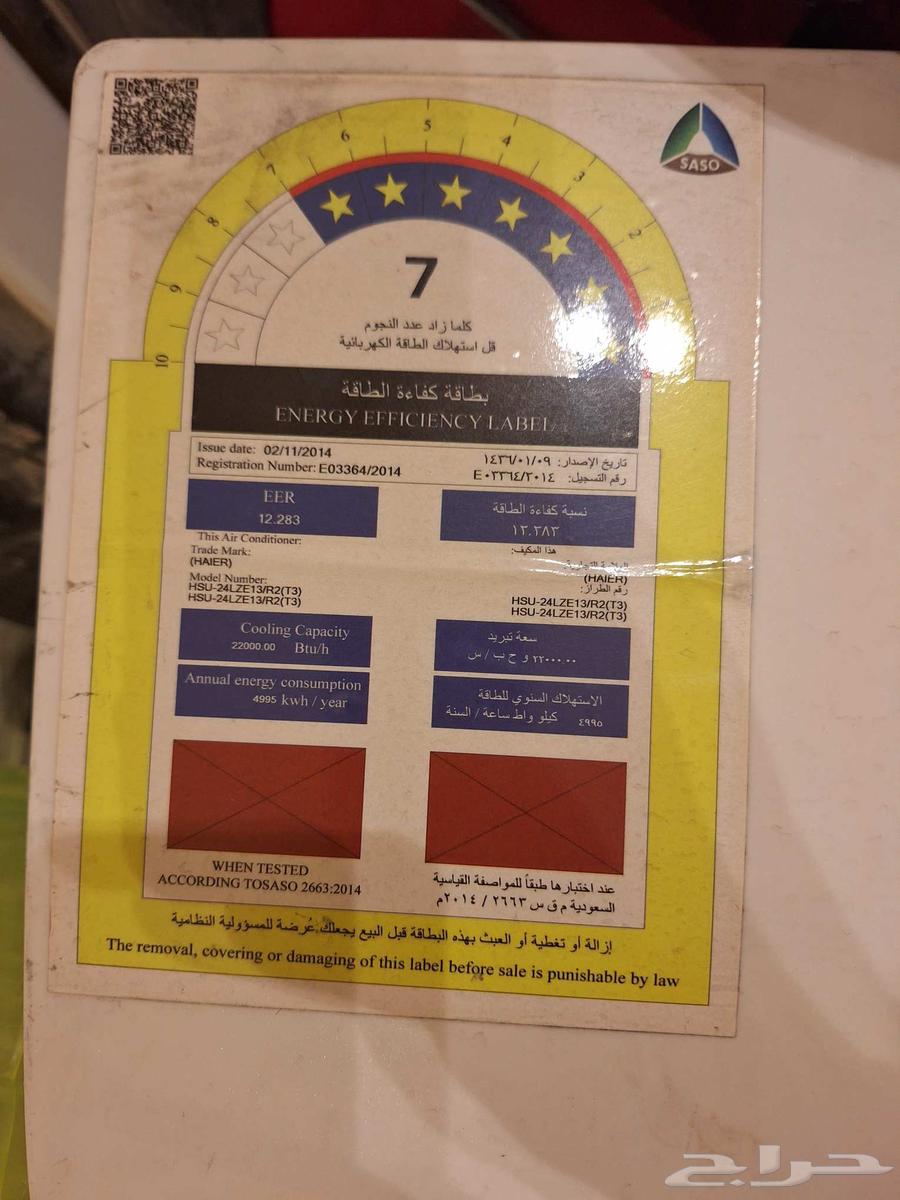 SASO
10
9
8
7
6
5
4
3
2
7
كلما زاد عدد النجوم
قل استهلاك الطاقة الكهربائية
بطاقة كفاءة الطاقة
ENERGY EFFICIENCY LABEL
Issue date: 02/11/2014
تاريخ الإصدار: ١٤٣٦/٠١/٠٩
Registration Number: E03364/2014
رقم التسجيل: E٠٣٣٦٤/٢٠١٤
EER
12.283
نسبة كفاءة الطاقة
١٢.٢٨٣
This Air Conditioner:
هذا المكيف:
Trade Mark:
(HAIER)
(HAIER)
Model Number:
رقم الطراز:
HSU-24LZE13/R2(T3)
HSU-24LZE13/R2(T3)
HSU-24LZE13/R2(T3)
HSU-24LZE13/R2(T3)
Cooling Capacity
22000.00 Btu/h
سعة تبريد
٢٢٠٠٠.٠٠ و ح ب / س
Annual energy consumption
4995 kwh / year
الاستهلاك السنوي للطاقة
٤٩٩٥ كيلو واط ساعة / السنة
WHEN TESTED
ACCORDING TOSASO 2663:2014
عند اختبارها طبقاً للمواصفة القياسية
السعودية م ق س ٢٦٦٣ / ٢٠١٤م
إزالة أو تغطية أو العبث بهذه البطاقة قبل البيع يجعلك عُرضة للمسؤولية النظامية
The removal, covering or damaging of this label before sale is punishable by law
حراج